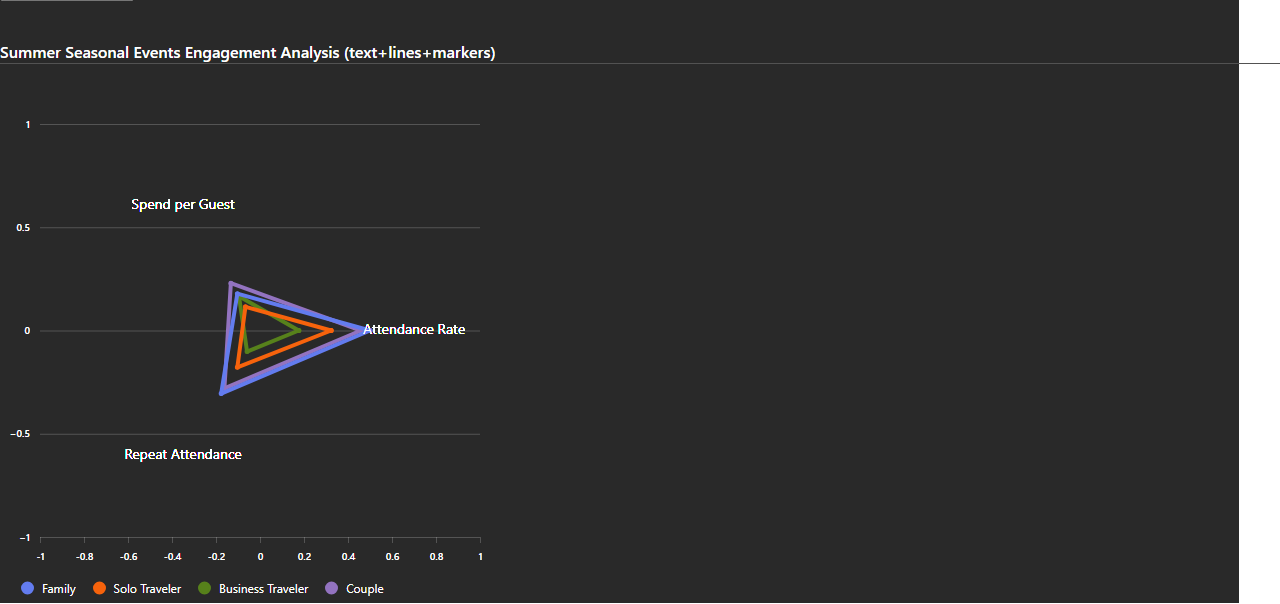 Summer Seasonal Events Engagement Analysis (text+lines+markers)
1
Spend per Guest
0.5
0
Attendance Rate
−0.5
Repeat Attendance
−1
-1 -0.8 -0.6 -0.4 -0.2 0 0.2 0.4 0.6 0.8 1
Family Solo Traveler Business Traveler Couple